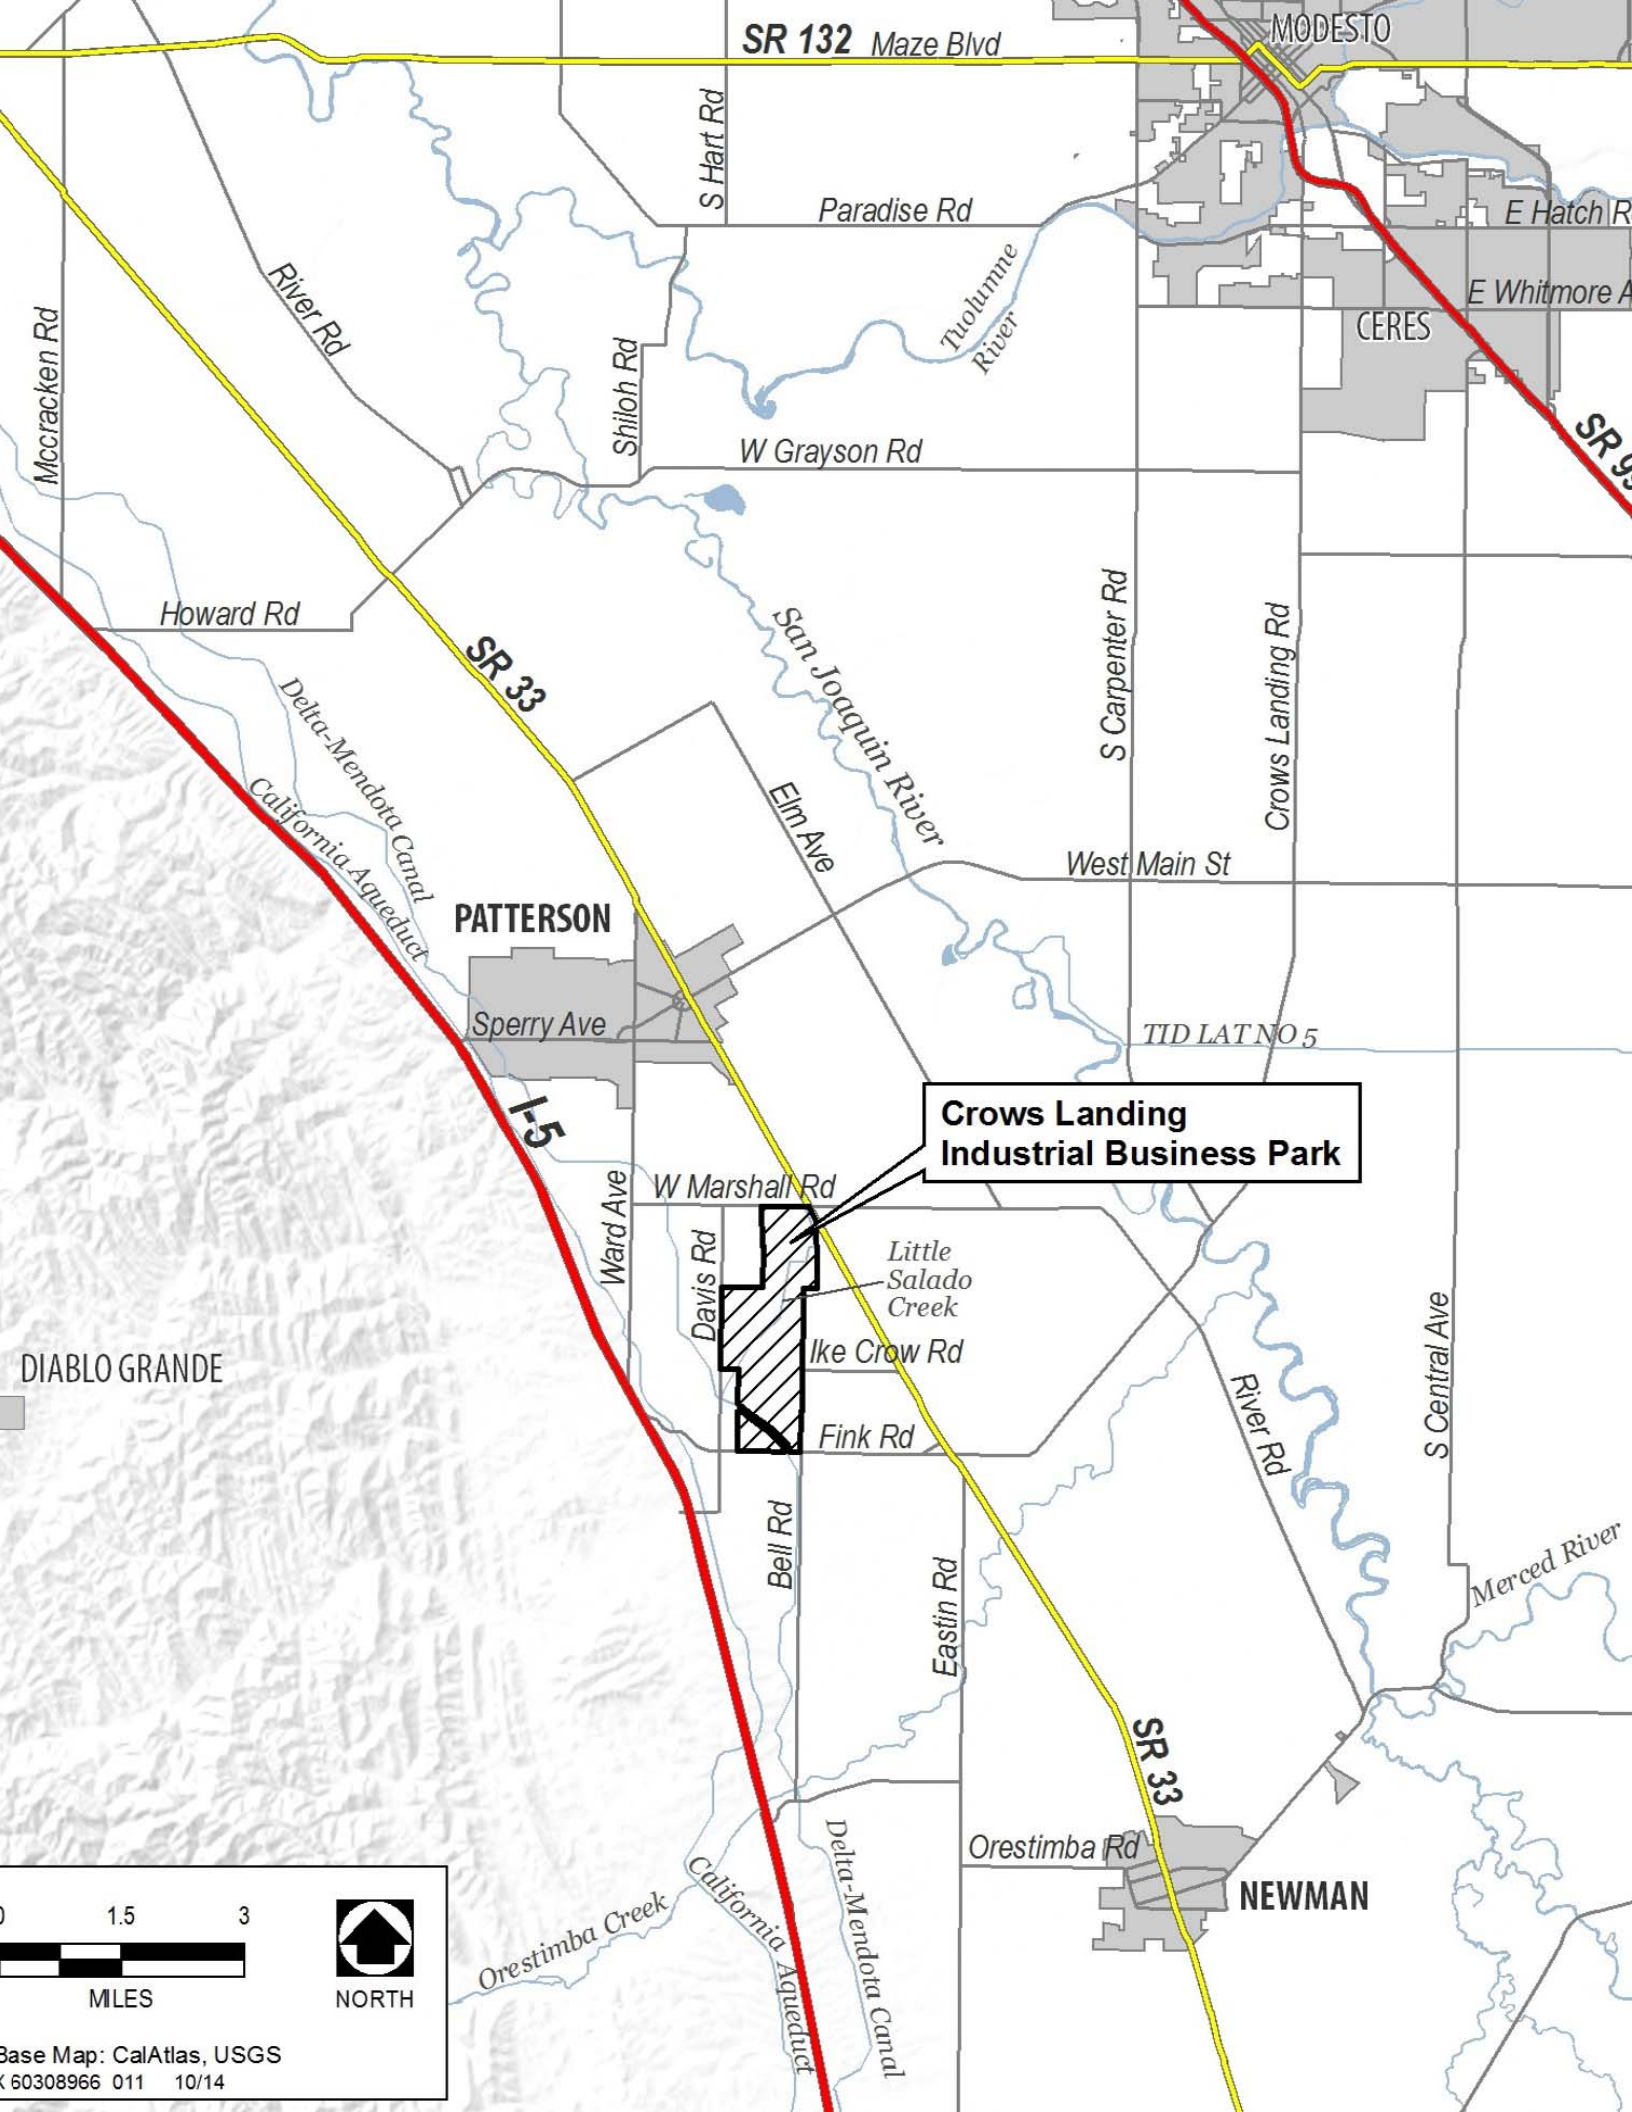 MODESTO
SR 132 Maze Blvd
S Hart Rd
Paradise Rd
E Hatch R
River Rd
Tuolumne
River
E Whitmore A
CERES
Mccracken Rd
Shiloh Rd
W Grayson Rd
SR 99
Howard Rd
SR 33
San Joaquin River
S Carpenter Rd
Crows Landing Rd
Delta-Mendota Canal
California Aqueduct
Elm Ave
West Main St
PATTERSON
Sperry Ave
TID LAT NO 5
I-5
Crows Landing
Industrial Business Park
W Marshall Rd
Ward Ave
Davis Rd
Little
Salado
Creek
Ike Crow Rd
DIABLO GRANDE
Fink Rd
River Rd
S Central Ave
Bell Rd
Eastin Rd
Merced River
SR 33
Orestimba Rd
NEWMAN
Delta-Mendota Canal
California Aqueduct
Orestimba Creek
0 1.5 3
MILES
NORTH
Base Map: CalAtlas, USGS
X 60308966 011 10/14